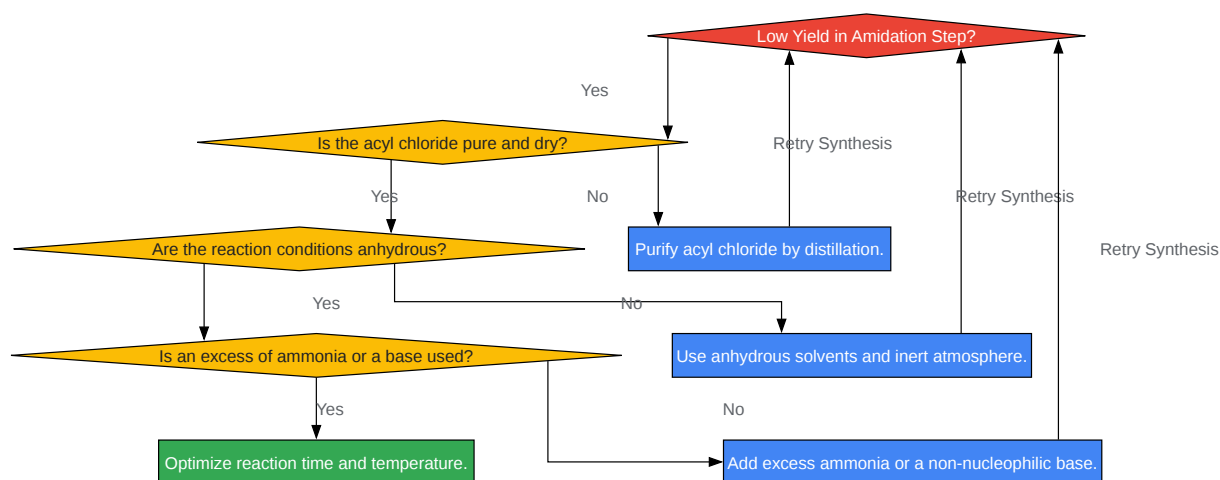 Low Yield in Amidation Step?
Yes
Is the acyl chloride pure and dry?
Retry Synthesis
Yes
No
Retry Synthesis
Are the reaction conditions anhydrous?
Purify acyl chloride by distillation.
Retry Synthesis
Yes
No
Is an excess of ammonia or a base used?
Use anhydrous solvents and inert atmosphere.
Yes
No
Optimize reaction time and temperature.
Add excess ammonia or a non-nucleophilic base.